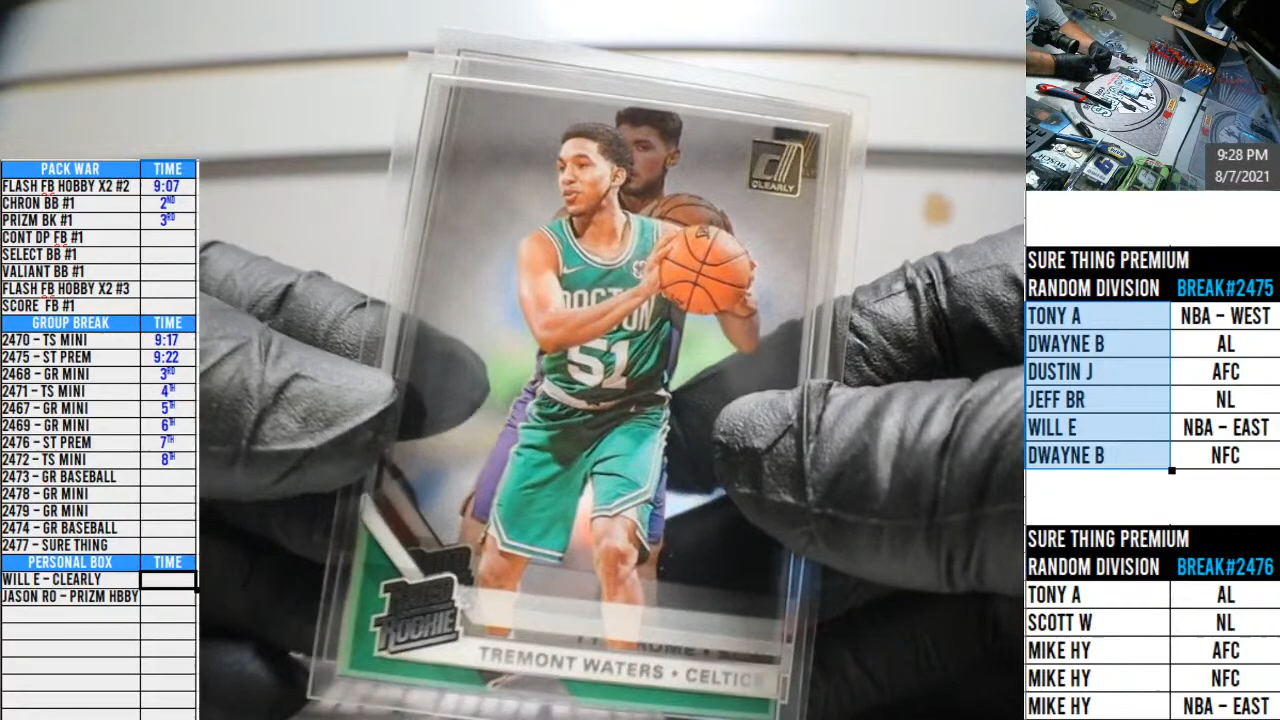 PACK WAR TIME
FLASH FB HOBBY X2 #2 9:07
CHRON BB #1 2ND
PRIZM BK #1 3RD
CONT DP FB #1
SELECT BB #1
VALIANT BB #1
FLASH FB HOBBY X2 #3
SCORE FB #1
GROUP BREAK TIME
2470 – TS MINI 9:17
2475 – ST PREM 9:22
2468 – GR MINI 3RD
2471 – TS MINI 4TH
2467 – GR MINI 5TH
2469 – GR MINI 6TH
2476 – ST PREM 7TH
2472 – TS MINI 8TH
2473 – GR BASEBALL
2478 – GR MINI
2479 – GR MINI
2474 – GR BASEBALL
2477 – SURE THING
PERSONAL BOX TIME
WILL E – CLEARLY
JASON RO – PRIZM HBBY
CLEARLY
BOSTON
51
RATED
ROOKIE
TREMONT WATERS • CELTICS
BUSCH
9:28 PM
8/7/2021
SURE THING PREMIUM
RANDOM DIVISION BREAK#2475
TONY A NBA – WEST
DWAYNE B AL
DUSTIN J AFC
JEFF BR NL
WILL E NBA – EAST
DWAYNE B NFC
SURE THING PREMIUM
RANDOM DIVISION BREAK#2476
TONY A AL
SCOTT W NL
MIKE HY AFC
MIKE HY NFC
MIKE HY NBA – EAST